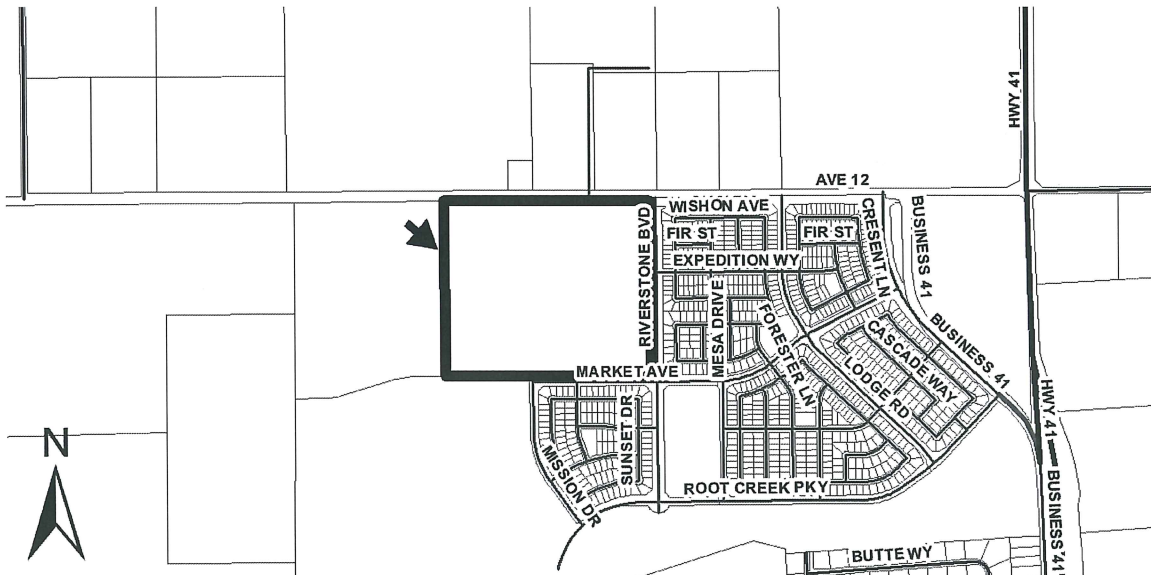 HWY 41
AVE 12
WISHON AVE
CRESENT LN
BUSINESS 41
RIVERSTONE BVD
FIR ST
FIR ST
EXPEDITION WY
MESA DRIVE
FORESTER LN
BUSINESS 41
CASCADE WAY
LODGE RD
MARKET AVE
SUNSET DR
MISSION DR
ROOT CREEK PKY
HWY 41
BUSINESS 41
N
BUTTE WY